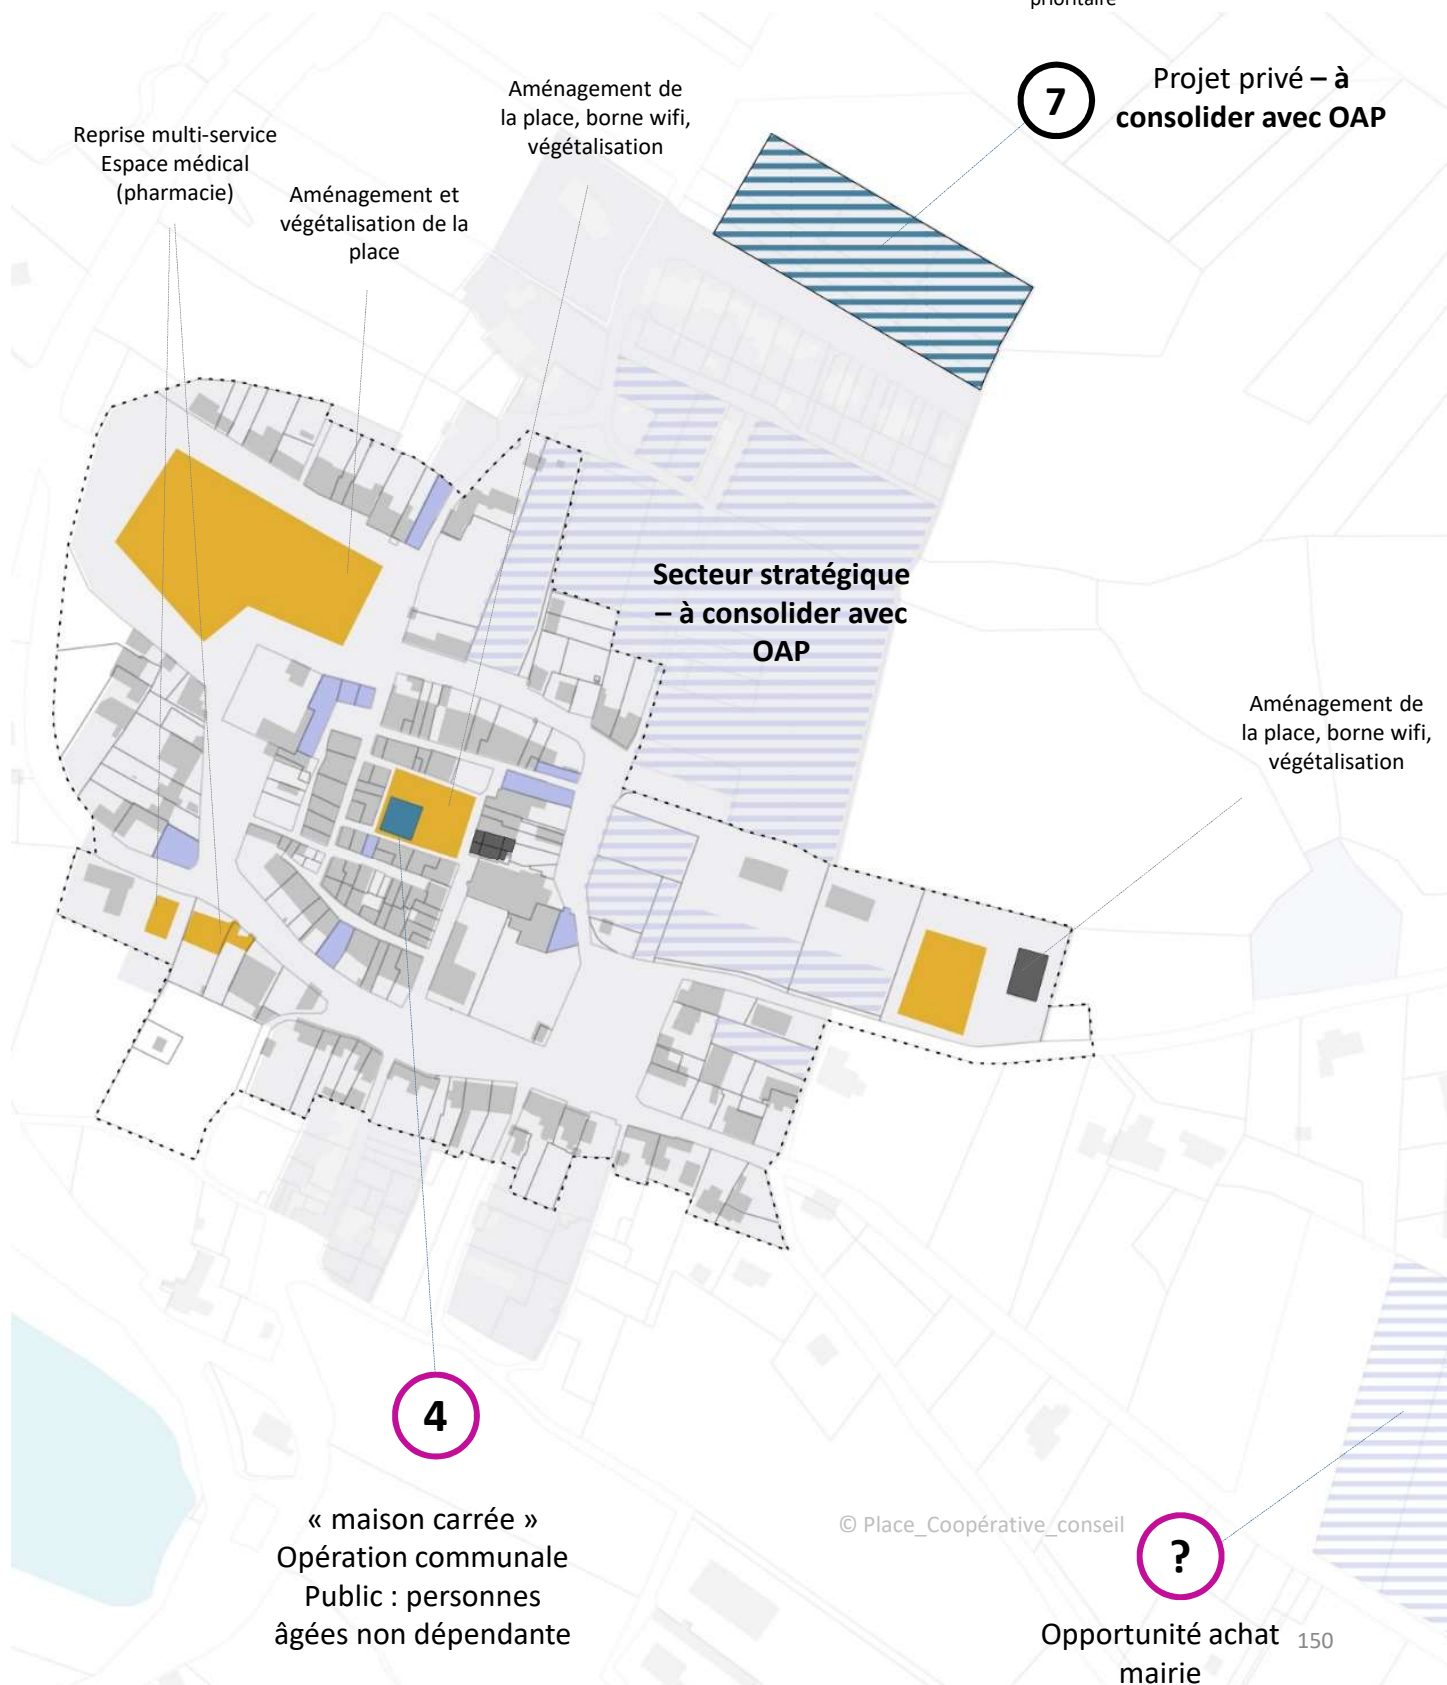 prioritaire
7
Projet privé – à
consolider avec OAP
Aménagement de
la place, borne wifi,
végétalisation
Reprise multi-service
Espace médical
(pharmacie)
Aménagement et
végétalisation de la
place
Secteur stratégique
– à consolider avec
OAP
Aménagement de
la place, borne wifi,
végétalisation
4
« maison carrée »
Opération communale
Public : personnes
âgées non dépendante
© Place_Coopérative_conseil
?
Opportunité achat
mairie
150